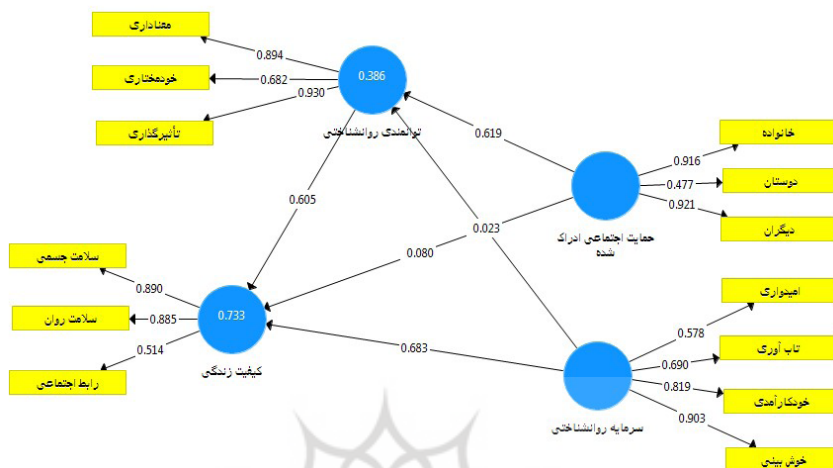 معناداری
خودمختاری
تأثیرگذاری
0.894
0.682
0.930
0.386
توانمندی روانشناختی
0.619
0.605
خانواده
دوستان
دیگران
0.916
0.477
0.921
حمایت اجتماعی ادراک
شده
0.023
0.080
سلامت جسمی
سلامت روان
رابط اجتماعی
0.890
0.885
0.514
0.733
کیفیت زندگی
0.683
امیدواری
تاب آوری
خودکارآمدی
خوش بینی
0.578
0.690
0.819
0.903
سرمایه روانشناختی